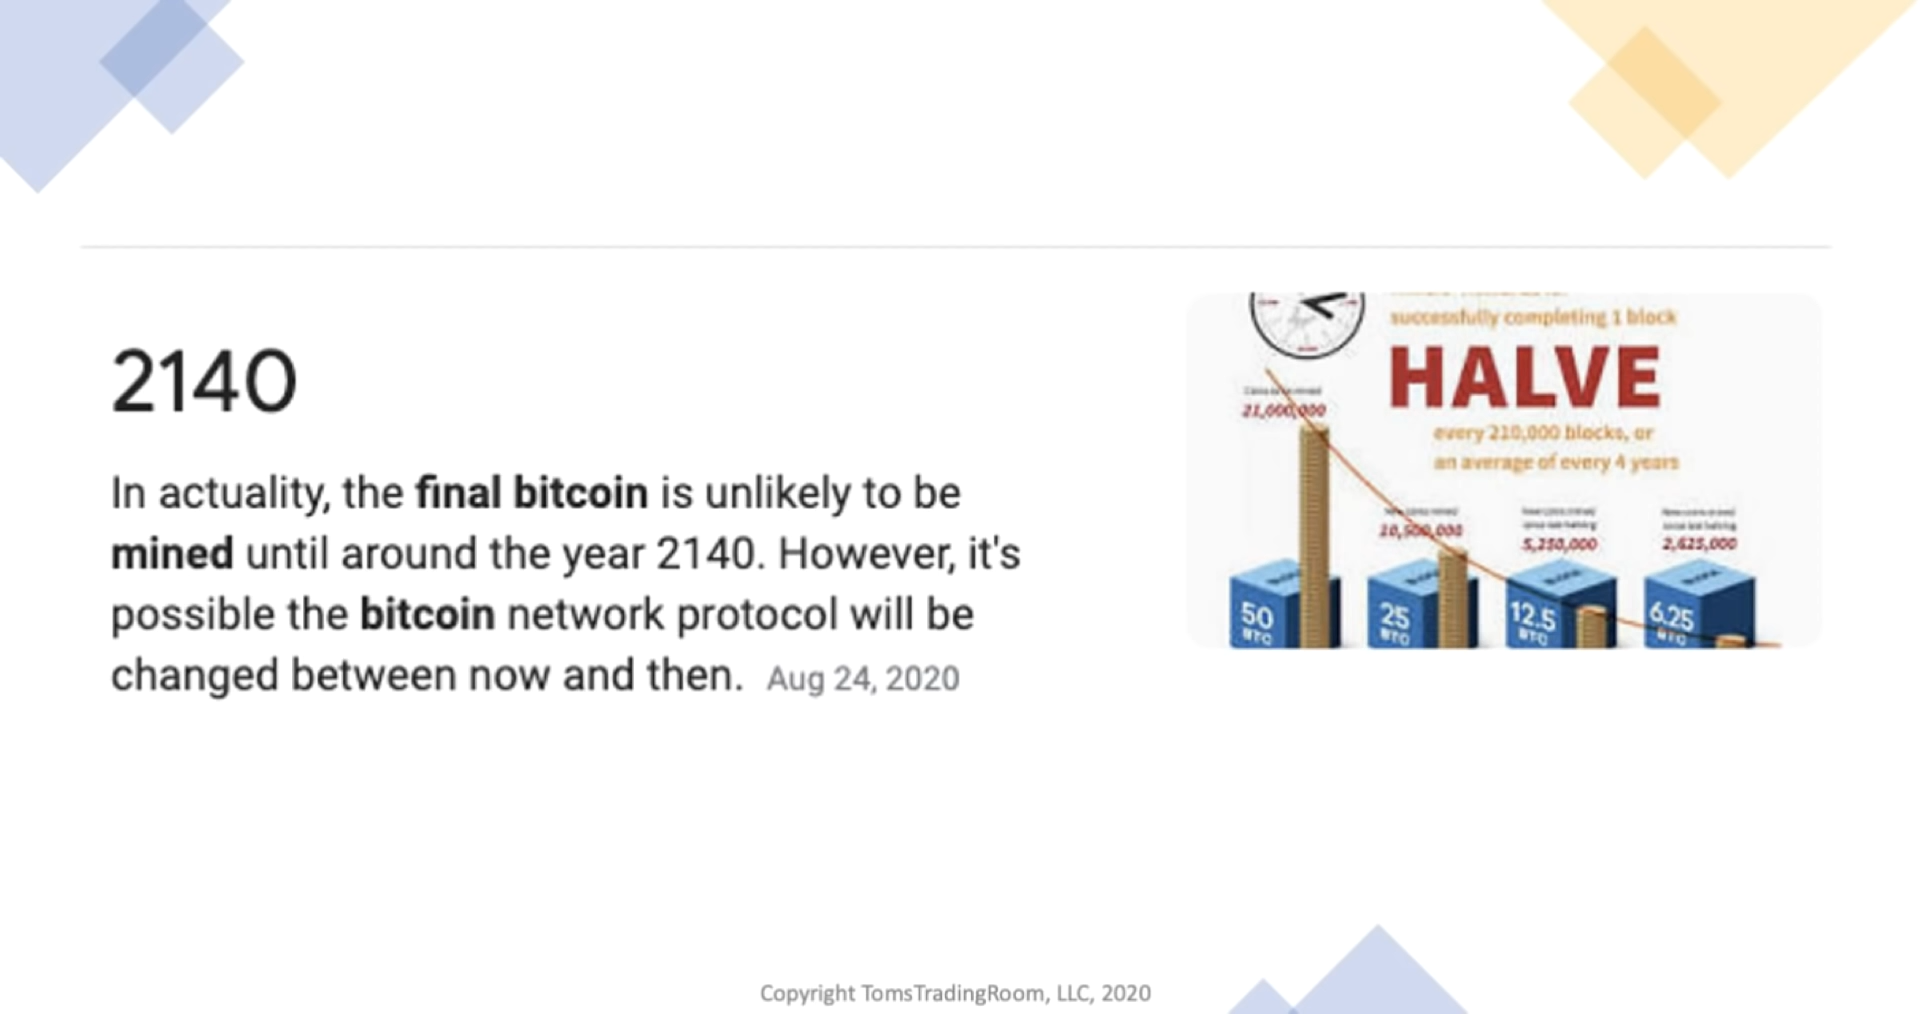 2140
In actuality, the final bitcoin is unlikely to be
mined until around the year 2140. However, it's
possible the bitcoin network protocol will be
changed between now and then. Aug 24, 2020
successfully completing 1 block
HALVE
every 210,000 blocks, or
an average of every 4 years
21,000,000
10,500,000
5,250,000
2,625,000
50
BTC
25
BTC
12.5
BTC
6.25
BTC
Copyright TomsTradingRoom, LLC, 2020